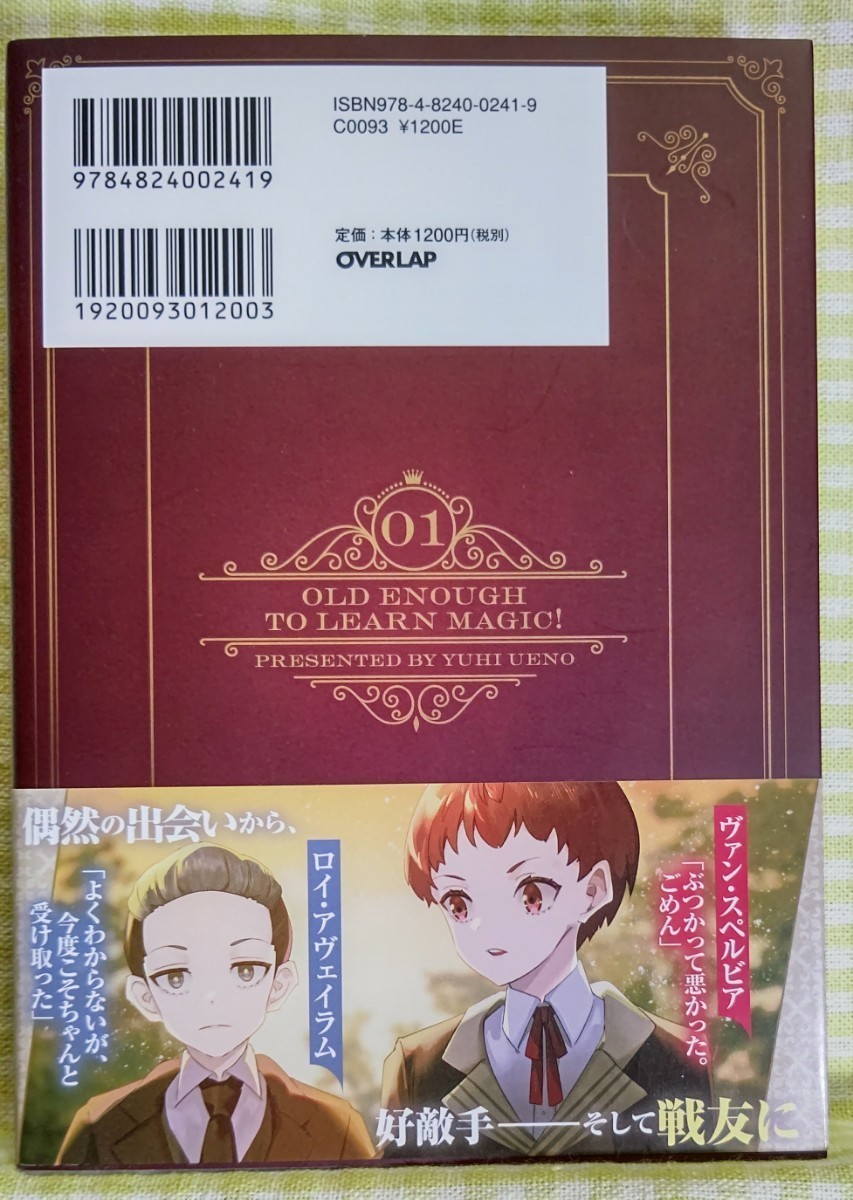 ISBN978-4-8240-0241-9
C0093 ¥1200E
9784824002419
定価:本体1200円(税別)
OVERLAP
1920093012003
01
OLD ENOUGH
TO LEARN MAGIC!
PRESENTED BY YUHI UENO
偶然の出会いから、
ヴァン・スペルビア
「ぶつかって悪かった。
ごめん」
ロイ・アヴェイラム
「よくわからないが、
今度こそちゃんと
受け取った」
好敵手――そして戦友に